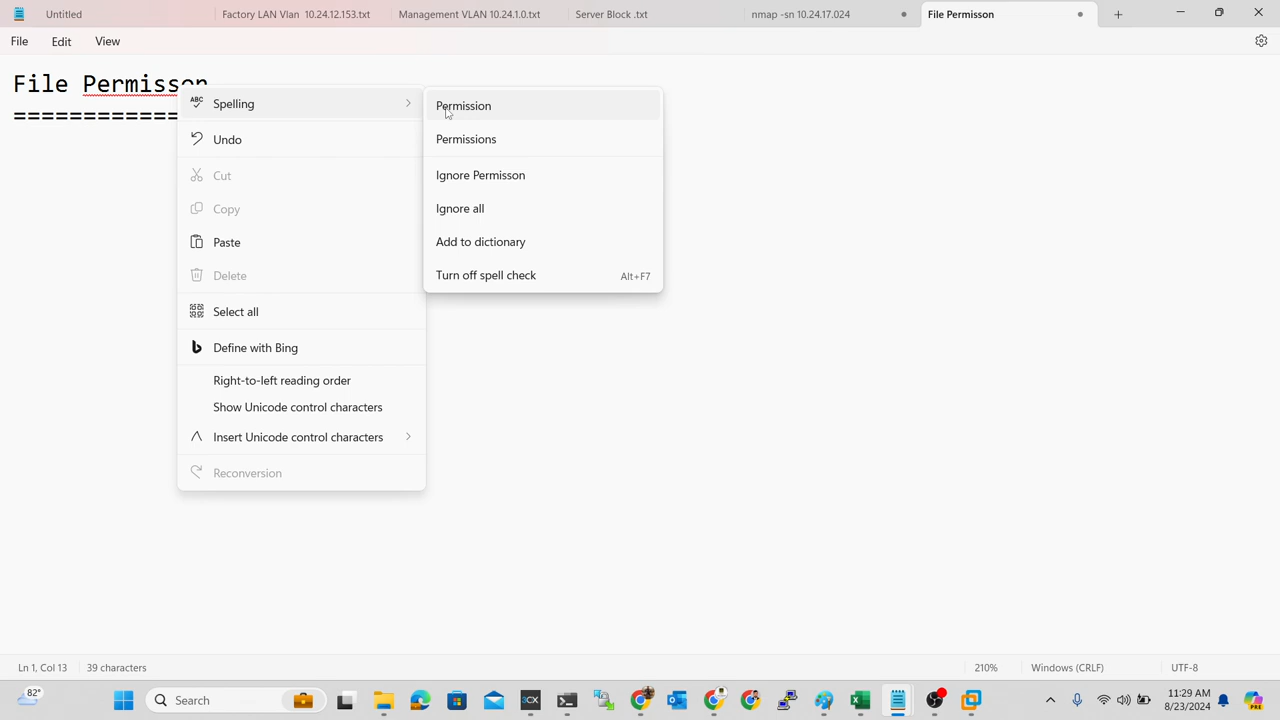 Untitled
Factory LAN Vlan 10.24.12.153.txt
Management VLAN 10.24.1.0.txt
Server Block .txt
nmap -sn 10.24.17.024
File Permisson
File
Edit
View
File Permisson
==================
Spelling
Undo
Cut
Copy
Paste
Delete
Select all
Define with Bing
Right-to-left reading order
Show Unicode control characters
Insert Unicode control characters
Reconversion
Permission
Permissions
Ignore Permisson
Ignore all
Add to dictionary
Turn off spell check Alt+F7
Ln 1, Col 13
39 characters
210%
Windows (CRLF)
UTF-8
82°
Search
3CX
11:29 AM
8/23/2024